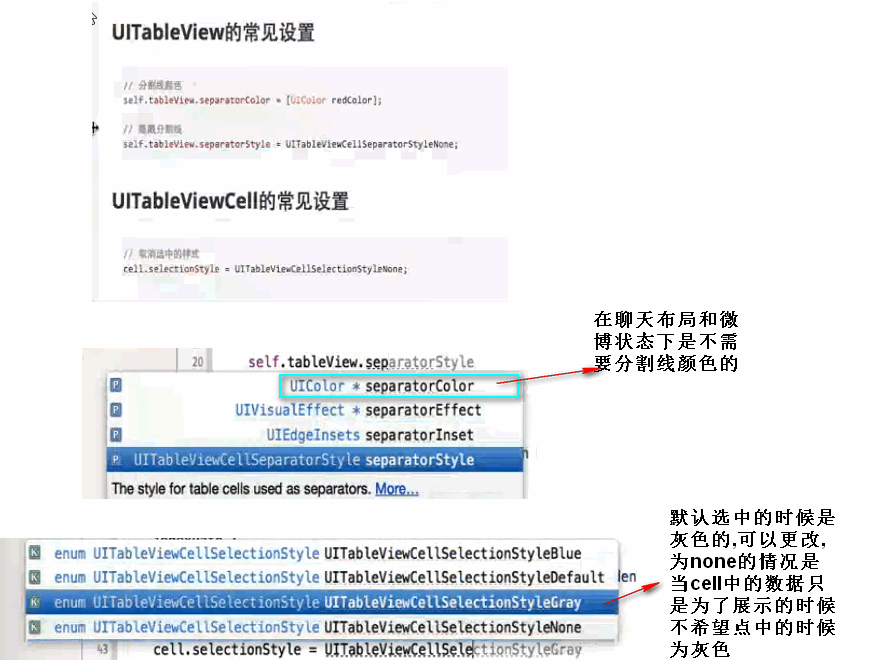 UITableView的常见设置
// 分割线颜色
self.tableView.separatorColor = [UIColor redColor];
// 隐藏分割线
self.tableView.separatorStyle = UITableViewCellSeparatorStyleNone;
UITableViewCell的常见设置
// 取消选中的样式
cell.selectionStyle = UITableViewCellSelectionStyleNone;
在聊天布局和微
博状态下是不需
要分割线颜色的
20 self.tableView.separatorStyle
P UIColor * separatorColor
P UIVisualEffect * separatorEffect
P UIEdgeInsets separatorInset
P UITableViewCellSeparatorStyle separatorStyle
The style for table cells used as separators. More...
默认选中的时候是
灰色的,可以更改,
为none的情况是
当cell中的数据只
是为了展示的时候
不希望点中的时候
为灰色
K enum UITableViewCellSelectionStyle UITableViewCellSelectionStyleBlue
K enum UITableViewCellSelectionStyle UITableViewCellSelectionStyleDefault
K enum UITableViewCellSelectionStyle UITableViewCellSelectionStyleGray
K enum UITableViewCellSelectionStyle UITableViewCellSelectionStyleNone
43 cell.selectionStyle = UITableViewCellSelectionStyleGray